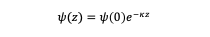 ψ(z) = ψ(0)e^{-κz}